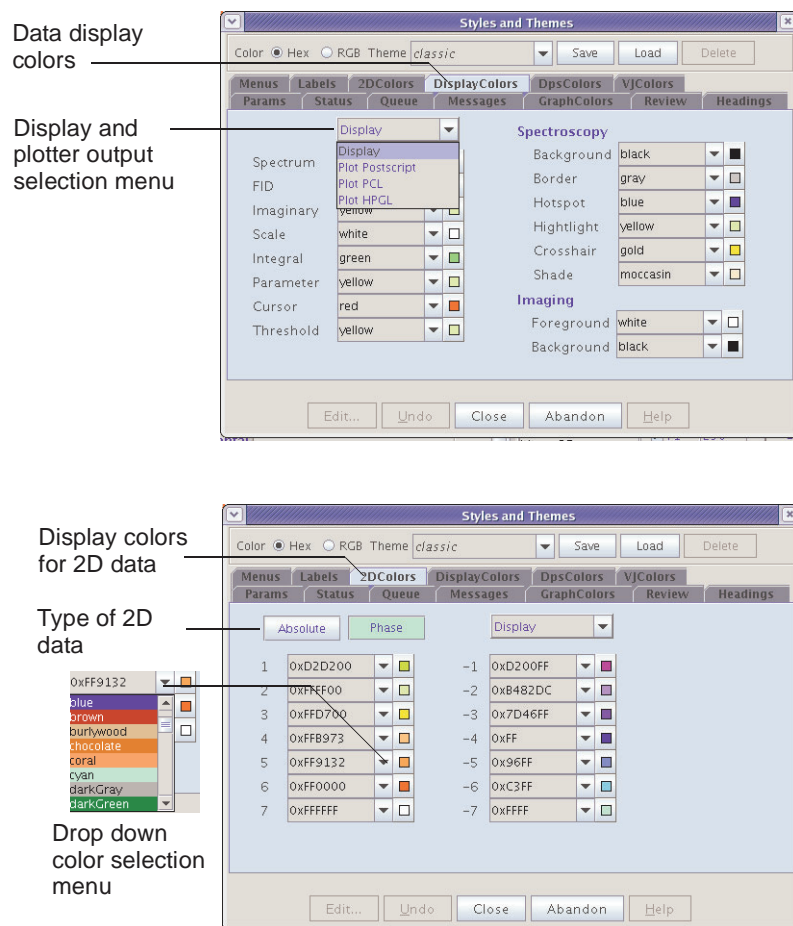 Data display
colors
Display and
plotter output
selection menu
Styles and Themes
Color Hex RGB Theme classic Save Load Delete
Menus Labels 2DColors DisplayColors DpsColors VJColors
Params Status Queue Messages GraphColors Review Headings
Display
Display
Plot Postscript
Plot PCL
Plot HPGL
Spectrum
FID
Imaginary yellow
Scale white
Integral green
Parameter yellow
Cursor red
Threshold yellow
Spectroscopy
Background black
Border gray
Hotspot blue
Hightlight yellow
Crosshair gold
Shade moccasin
Imaging
Foreground white
Background black
Edit... Undo Close Abandon Help
Display colors
for 2D data
Type of 2D
data
Styles and Themes
Color Hex RGB Theme classic Save Load Delete
Menus Labels 2DColors DisplayColors DpsColors VJColors
Params Status Queue Messages GraphColors Review Headings
Absolute Phase Display
1 0xD2D200 -1 0xD200FF
2 0xFFFF00 -2 0xB482DC
3 0xFFD700 -3 0x7D46FF
4 0xFFB973 -4 0xFF
5 0xFF9132 -5 0x96FF
6 0xFF0000 -6 0xC3FF
7 0xFFFFFF -7 0xFFFF
0xFF9132
blue
brown
burlywood
chocolate
coral
cyan
darkGray
darkGreen
Drop down
color selection
menu
Edit... Undo Close Abandon Help